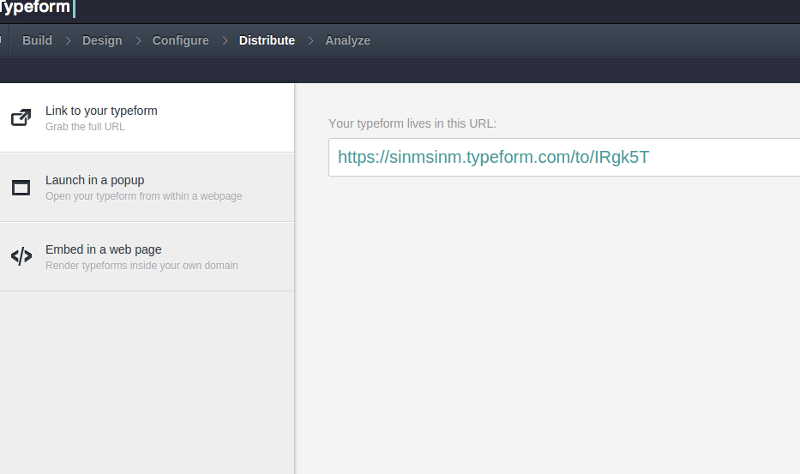 Typeform
Build > Design > Configure > Distribute > Analyze
Link to your typeform
Grab the full URL
Your typeform lives in this URL:
https://sinmsinm.typeform.com/to/IRgk5T
Launch in a popup
Open your typeform from within a webpage
Embed in a web page
Render typeforms inside your own domain